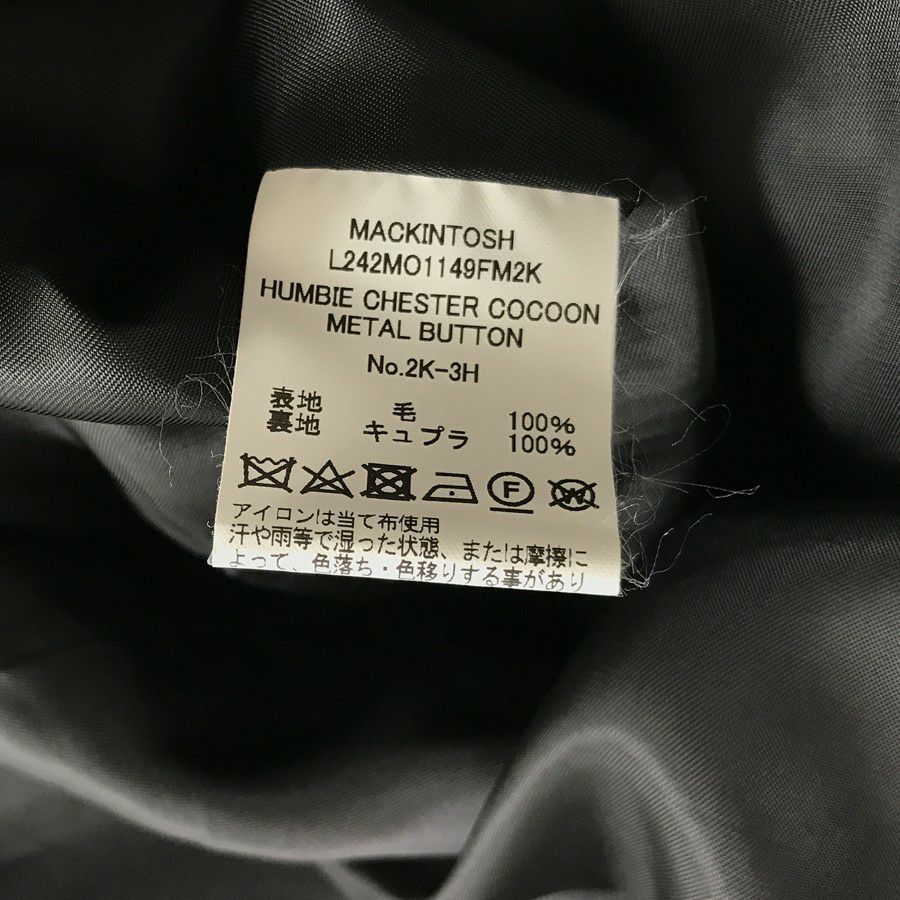 MACKINTOSH
L242MO1149FM2K
HUMBIE CHESTER COCOON
METAL BUTTON
No.2K-3H
表地 毛 100%
裏地 キュプラ 100%
F W
アイロンは当て布使用
汗や雨等で湿った状態、または摩擦に
よって、色落ち・色移りする事があり